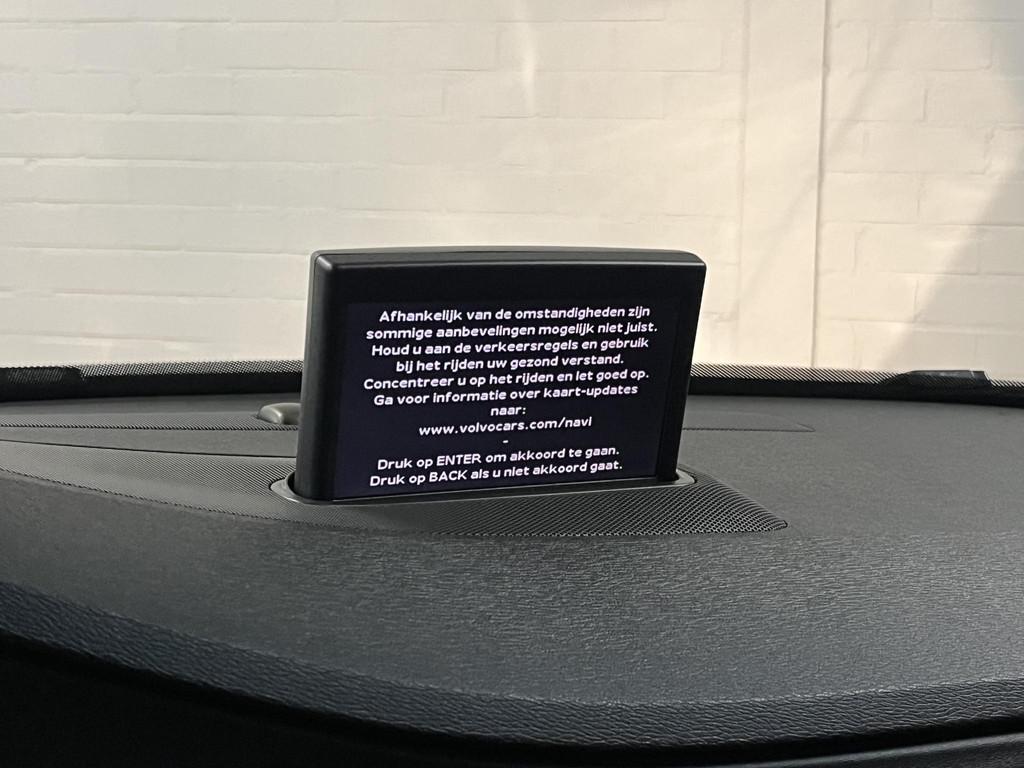 Afhankelijk van de omstandigheden zijn
sommige aanbevelingen mogelijk niet juist.
Houd u aan de verkeersregels en gebruik
bij het rijden uw gezond verstand.
Concentreer u op het rijden en let goed op.
Ga voor informatie over kaart-updates
naar:
www.volvocars.com/navi
-
Druk op ENTER om akkoord te gaan.
Druk op BACK als u niet akkoord gaat.